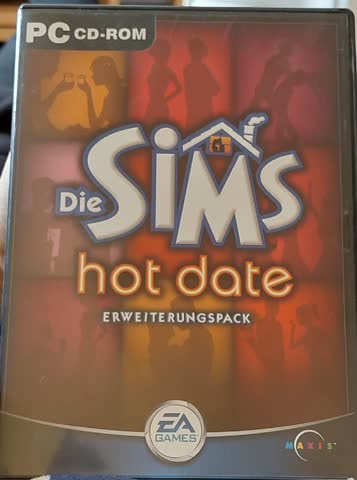 PC CD-ROM
Die SiMS
hot date
ERWEITERUNGSPACK
EA
GAMES
MAXIS